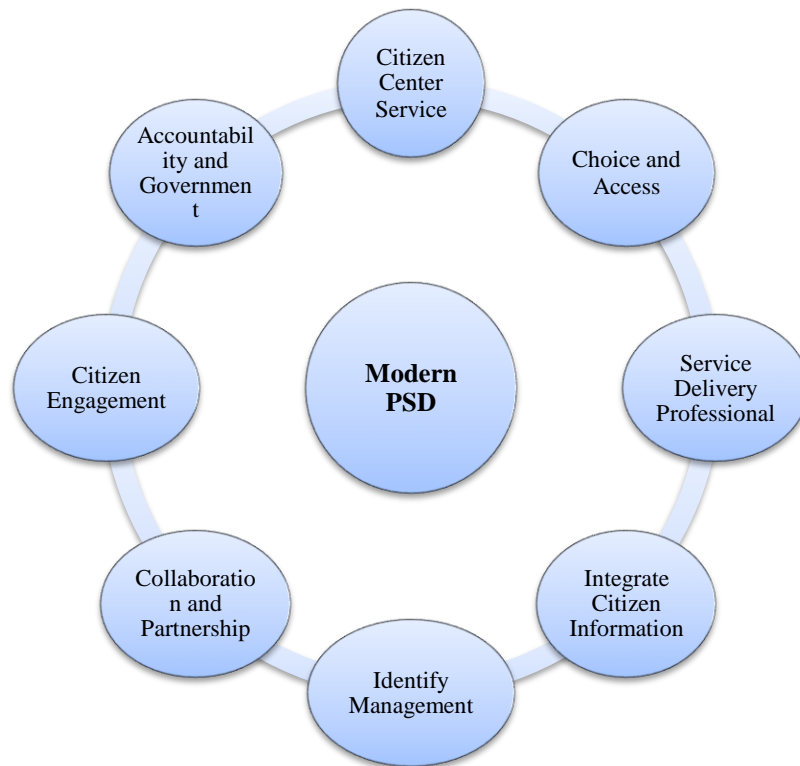 Citizen
Center
Service
Choice and
Access
Service
Delivery
Professional
Integrate
Citizen
Information
Identify
Management
Collaboratio
n and
Partnership
Citizen
Engagement
Accountabil
ity and
Governmen
t
Modern
PSD